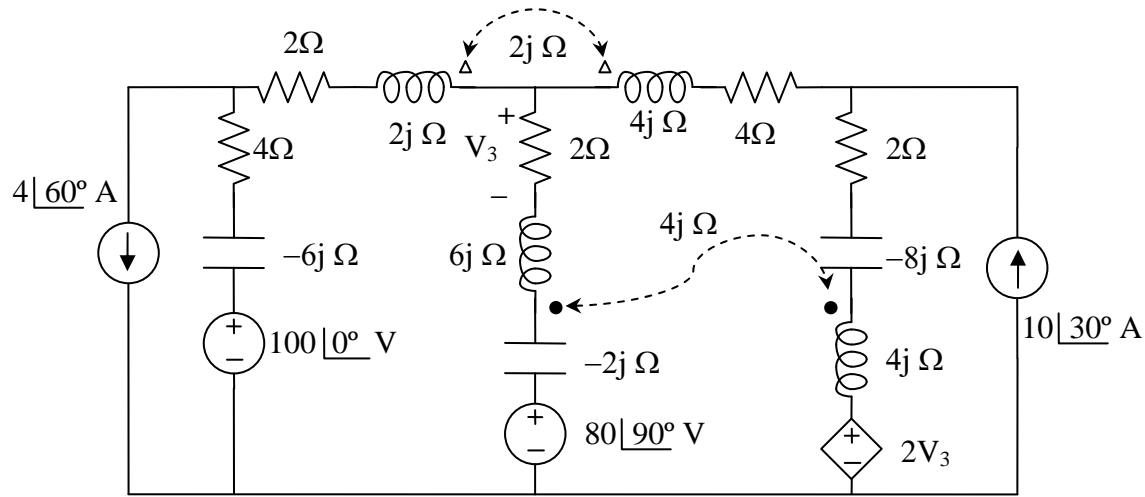 2j Ω
2Ω
2j Ω
4j Ω
4Ω
4Ω
+
V₃
–
2Ω
2Ω
4 60º A
–6j Ω
6j Ω
4j Ω
–8j Ω
+
–
100 0º V
–2j Ω
4j Ω
10 30º A
+
–
80 90º V
+
–
2V₃